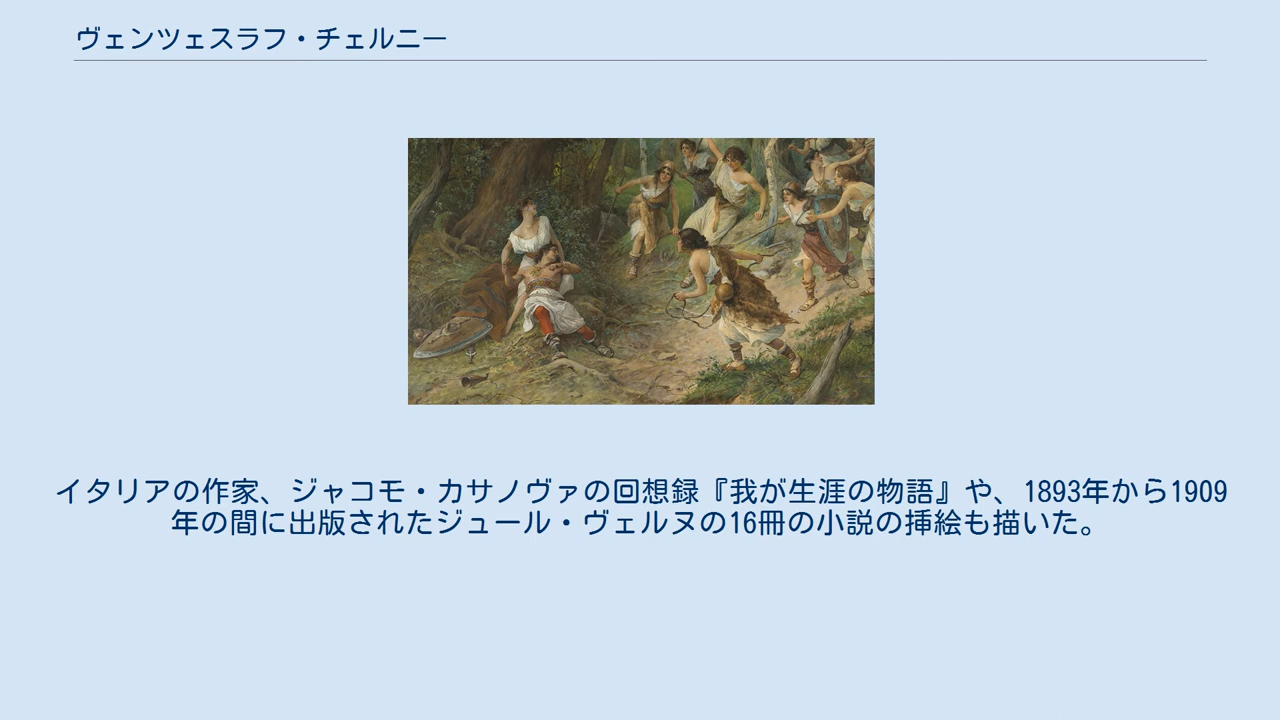 ヴェンツェスラフ・チェルニー
イタリアの作家、ジャコモ・カサノヴァの回想録『我が生涯の物語』や、1893年から1909
年の間に出版されたジュール・ヴェルヌの16冊の小説の挿絵も描いた。